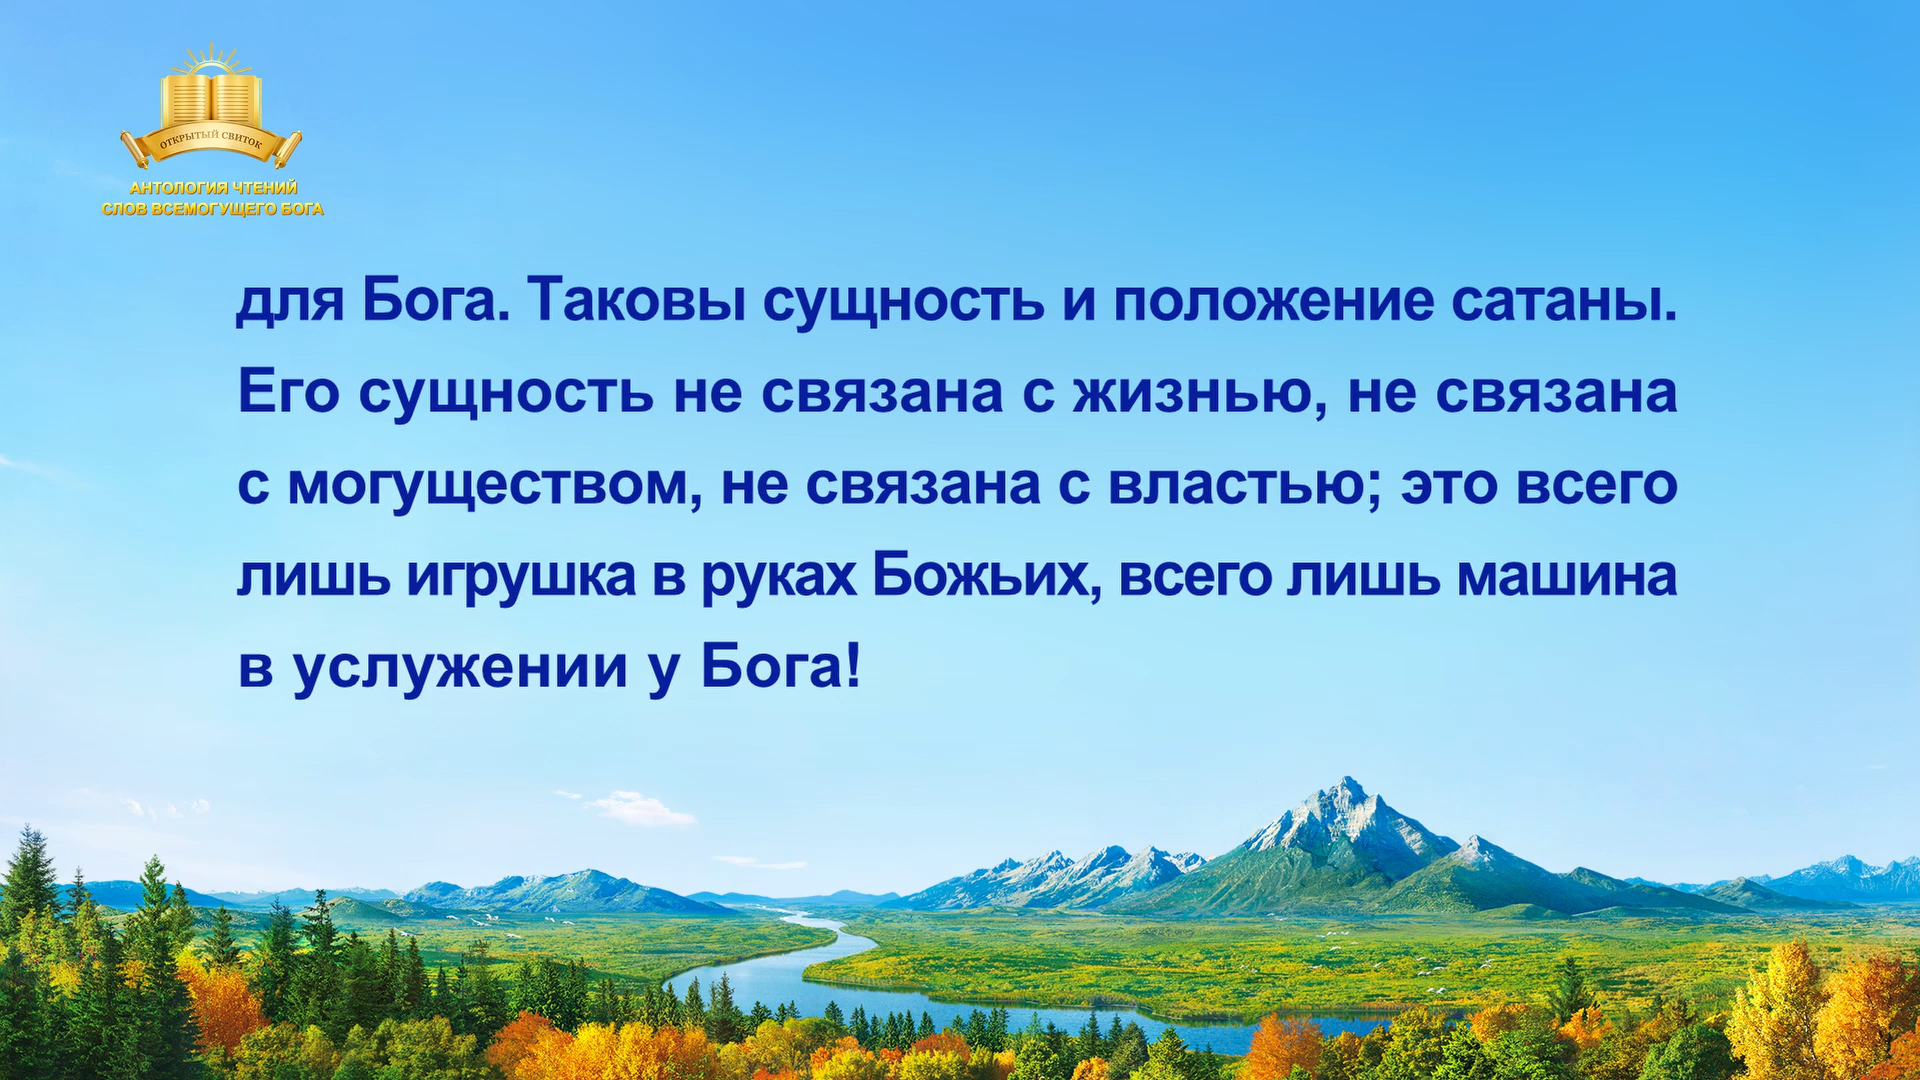 ОТКРЫТЫЙ СВИТОК
АНТОЛОГИЯ ЧТЕНИЙ
СЛОВ ВСЕМОГУЩЕГО БОГА
для Бога. Таковы сущность и положение сатаны.
Его сущность не связана с жизнью, не связана
с могуществом, не связана с властью; это всего
лишь игрушка в руках Божьих, всего лишь машина
в услужении у Бога!